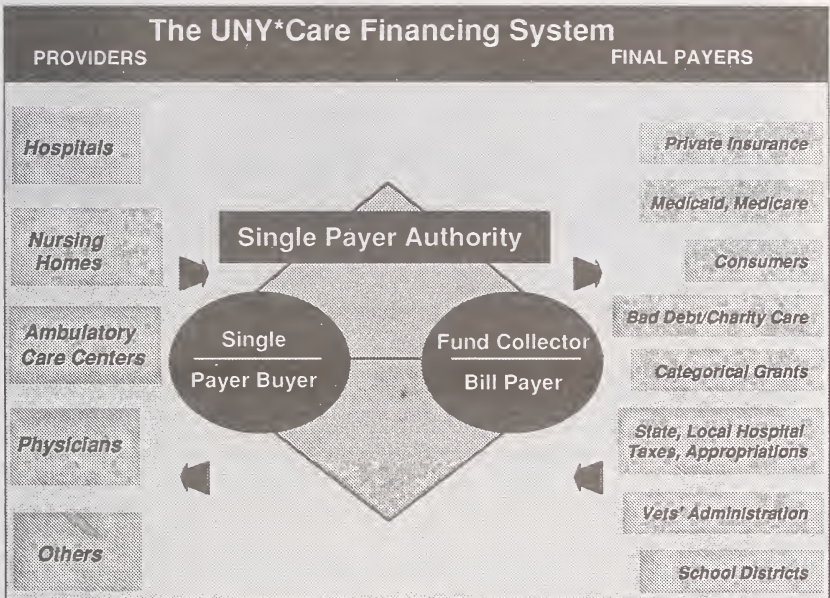 The UNY*Care Financing System
PROVIDERS
FINAL PAYERS
Hospitals
Nursing
Homes
Ambulatory
Care Centers
Physicians
Others
Single Payer Authority
Single
Payer Buyer
Fund Collector
Bill Payer
Private Insurance
Medicaid, Medicare
Consumers
Bad Debt/Charity Care
Categorical Grants
State, Local Hospital
Taxes, Appropriations
Vets' Administration
School Districts